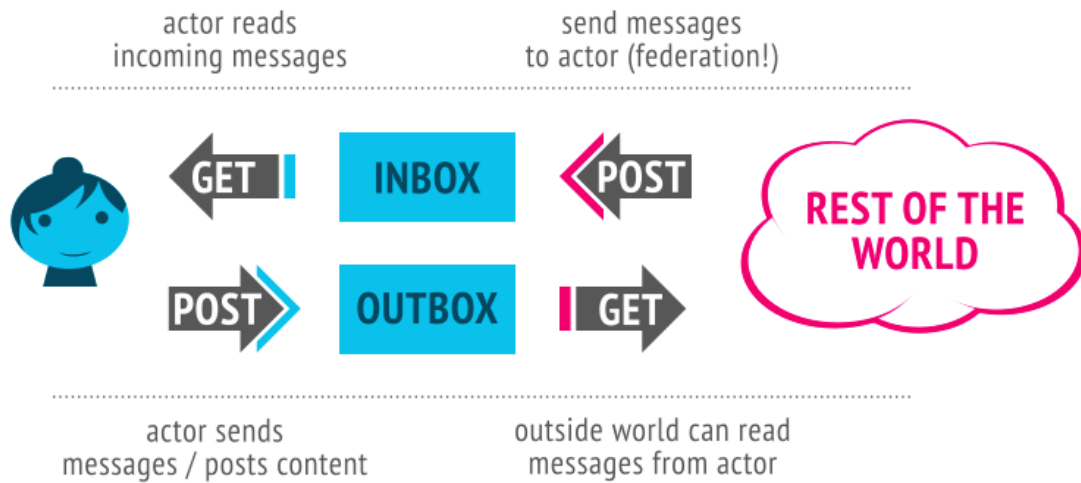 actor reads
incoming messages
send messages
to actor (federation!)
GET
INBOX
POST
REST OF THE
WORLD
POST
OUTBOX
GET
actor sends
messages / posts content
outside world can read
messages from actor